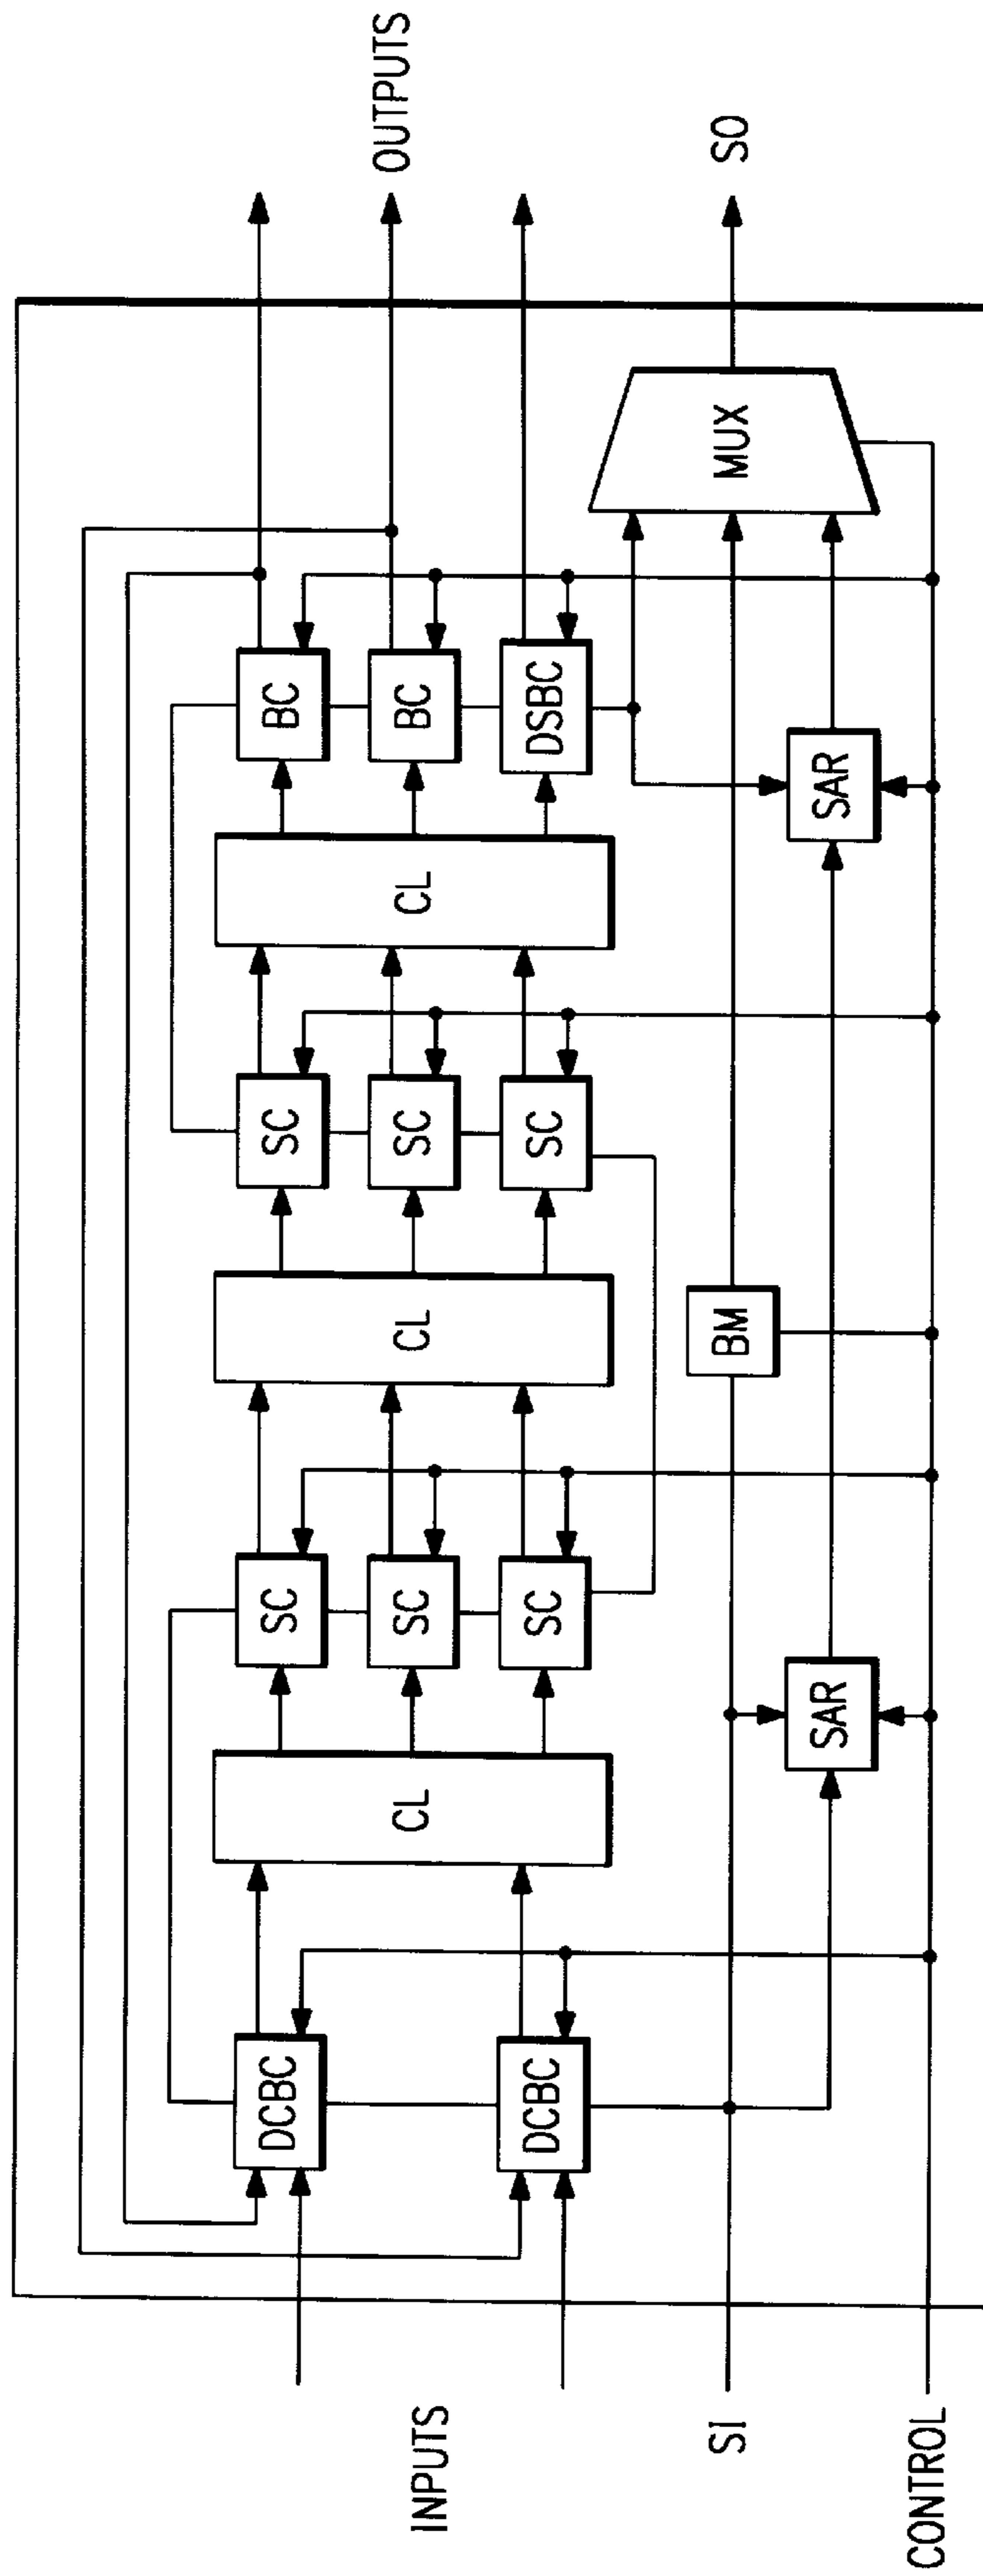 INPUTS
SI
CONTROL
DCBC
DCBC
CL
SC
SC
SC
SAR
CL
BM
SC
SC
SC
CL
BC
BC
DSBC
SAR
MUX
OUTPUTS
SO